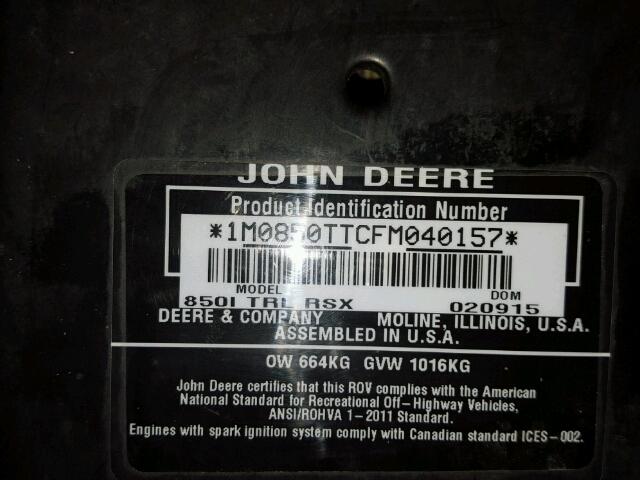 JOHN DEERE
Product Identification Number
*1M0850TTCFM040157*
MODEL DOM
850I TRL RSX 020915
DEERE & COMPANY MOLINE, ILLINOIS, U.S.A.
ASSEMBLED IN U.S.A.
OW 664KG GVW 1016KG
John Deere certifies that this ROV complies with the American
National Standard for Recreational Off-Highway Vehicles,
ANSI/ROHVA 1-2011 Standard.
Engines with spark ignition system comply with Canadian standard ICES-002.